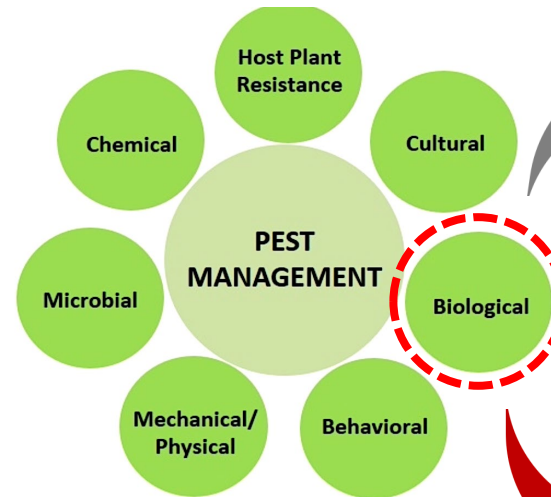 Host Plant
Resistance
Chemical
Cultural
PEST
MANAGEMENT
Microbial
Biological
Mechanical/
Physical
Behavioral